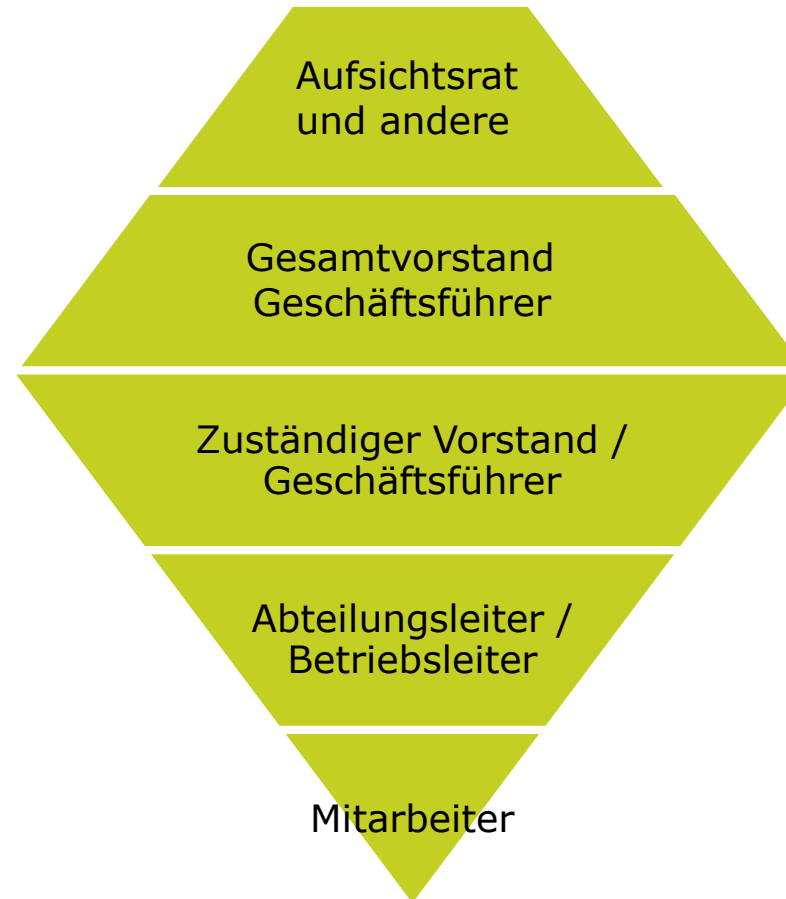 Aufsichtsrat
und andere
Gesamtvorstand
Geschäftsführer
Zuständiger Vorstand /
Geschäftsführer
Abteilungsleiter /
Betriebsleiter
Mitarbeiter